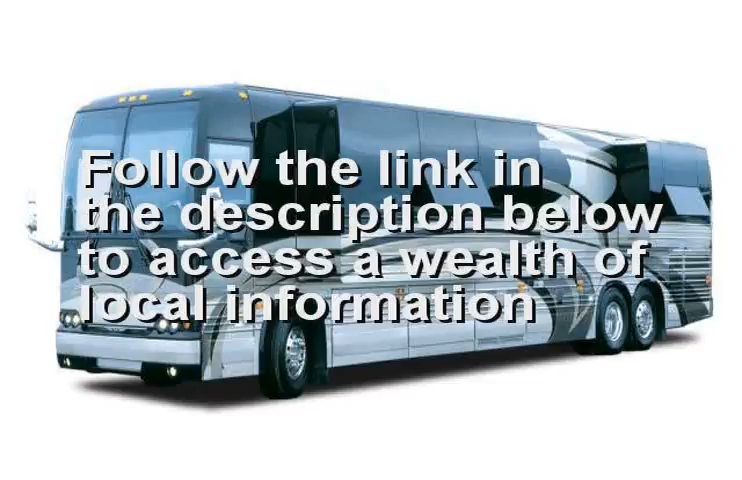 Follow the link in
the description below
to access a wealth of
local information